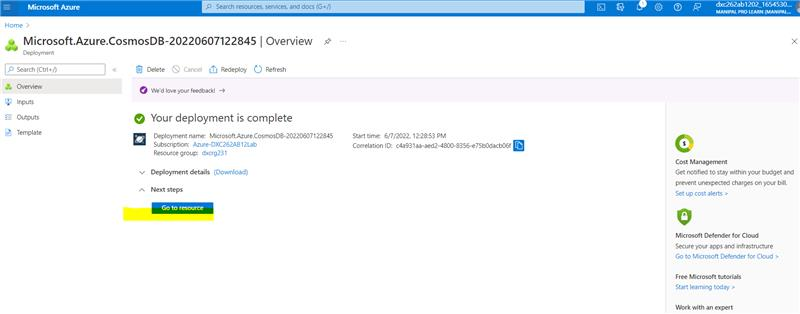 Microsoft Azure
Search resources, services, and docs (G+/)
1
dxc262ab1202_1654530...
MANIPAL PRO LEARN (MANIPAL...
Home >
Microsoft.Azure.CosmosDB-20220607122845 | Overview
Deployment
Search (Ctrl+/)
Delete
Cancel
Redeploy
Refresh
Overview
Inputs
Outputs
Template
We'd love your feedback! →
Your deployment is complete
Deployment name: Microsoft.Azure.CosmosDB-20220607122845
Subscription: Azure-DXC262AB12Lab
Resource group: dxcrg231
Start time: 6/7/2022, 12:28:53 PM
Correlation ID: c4a931aa-aed2-4800-8356-e75b0dacb06f
Deployment details (Download)
Next steps
Go to resource
Cost Management
Get notified to stay within your budget and
prevent unexpected charges on your bill.
Set up cost alerts >
Microsoft Defender for Cloud
Secure your apps and infrastructure
Go to Microsoft Defender for Cloud >
Free Microsoft tutorials
Start learning today >
Work with an expert